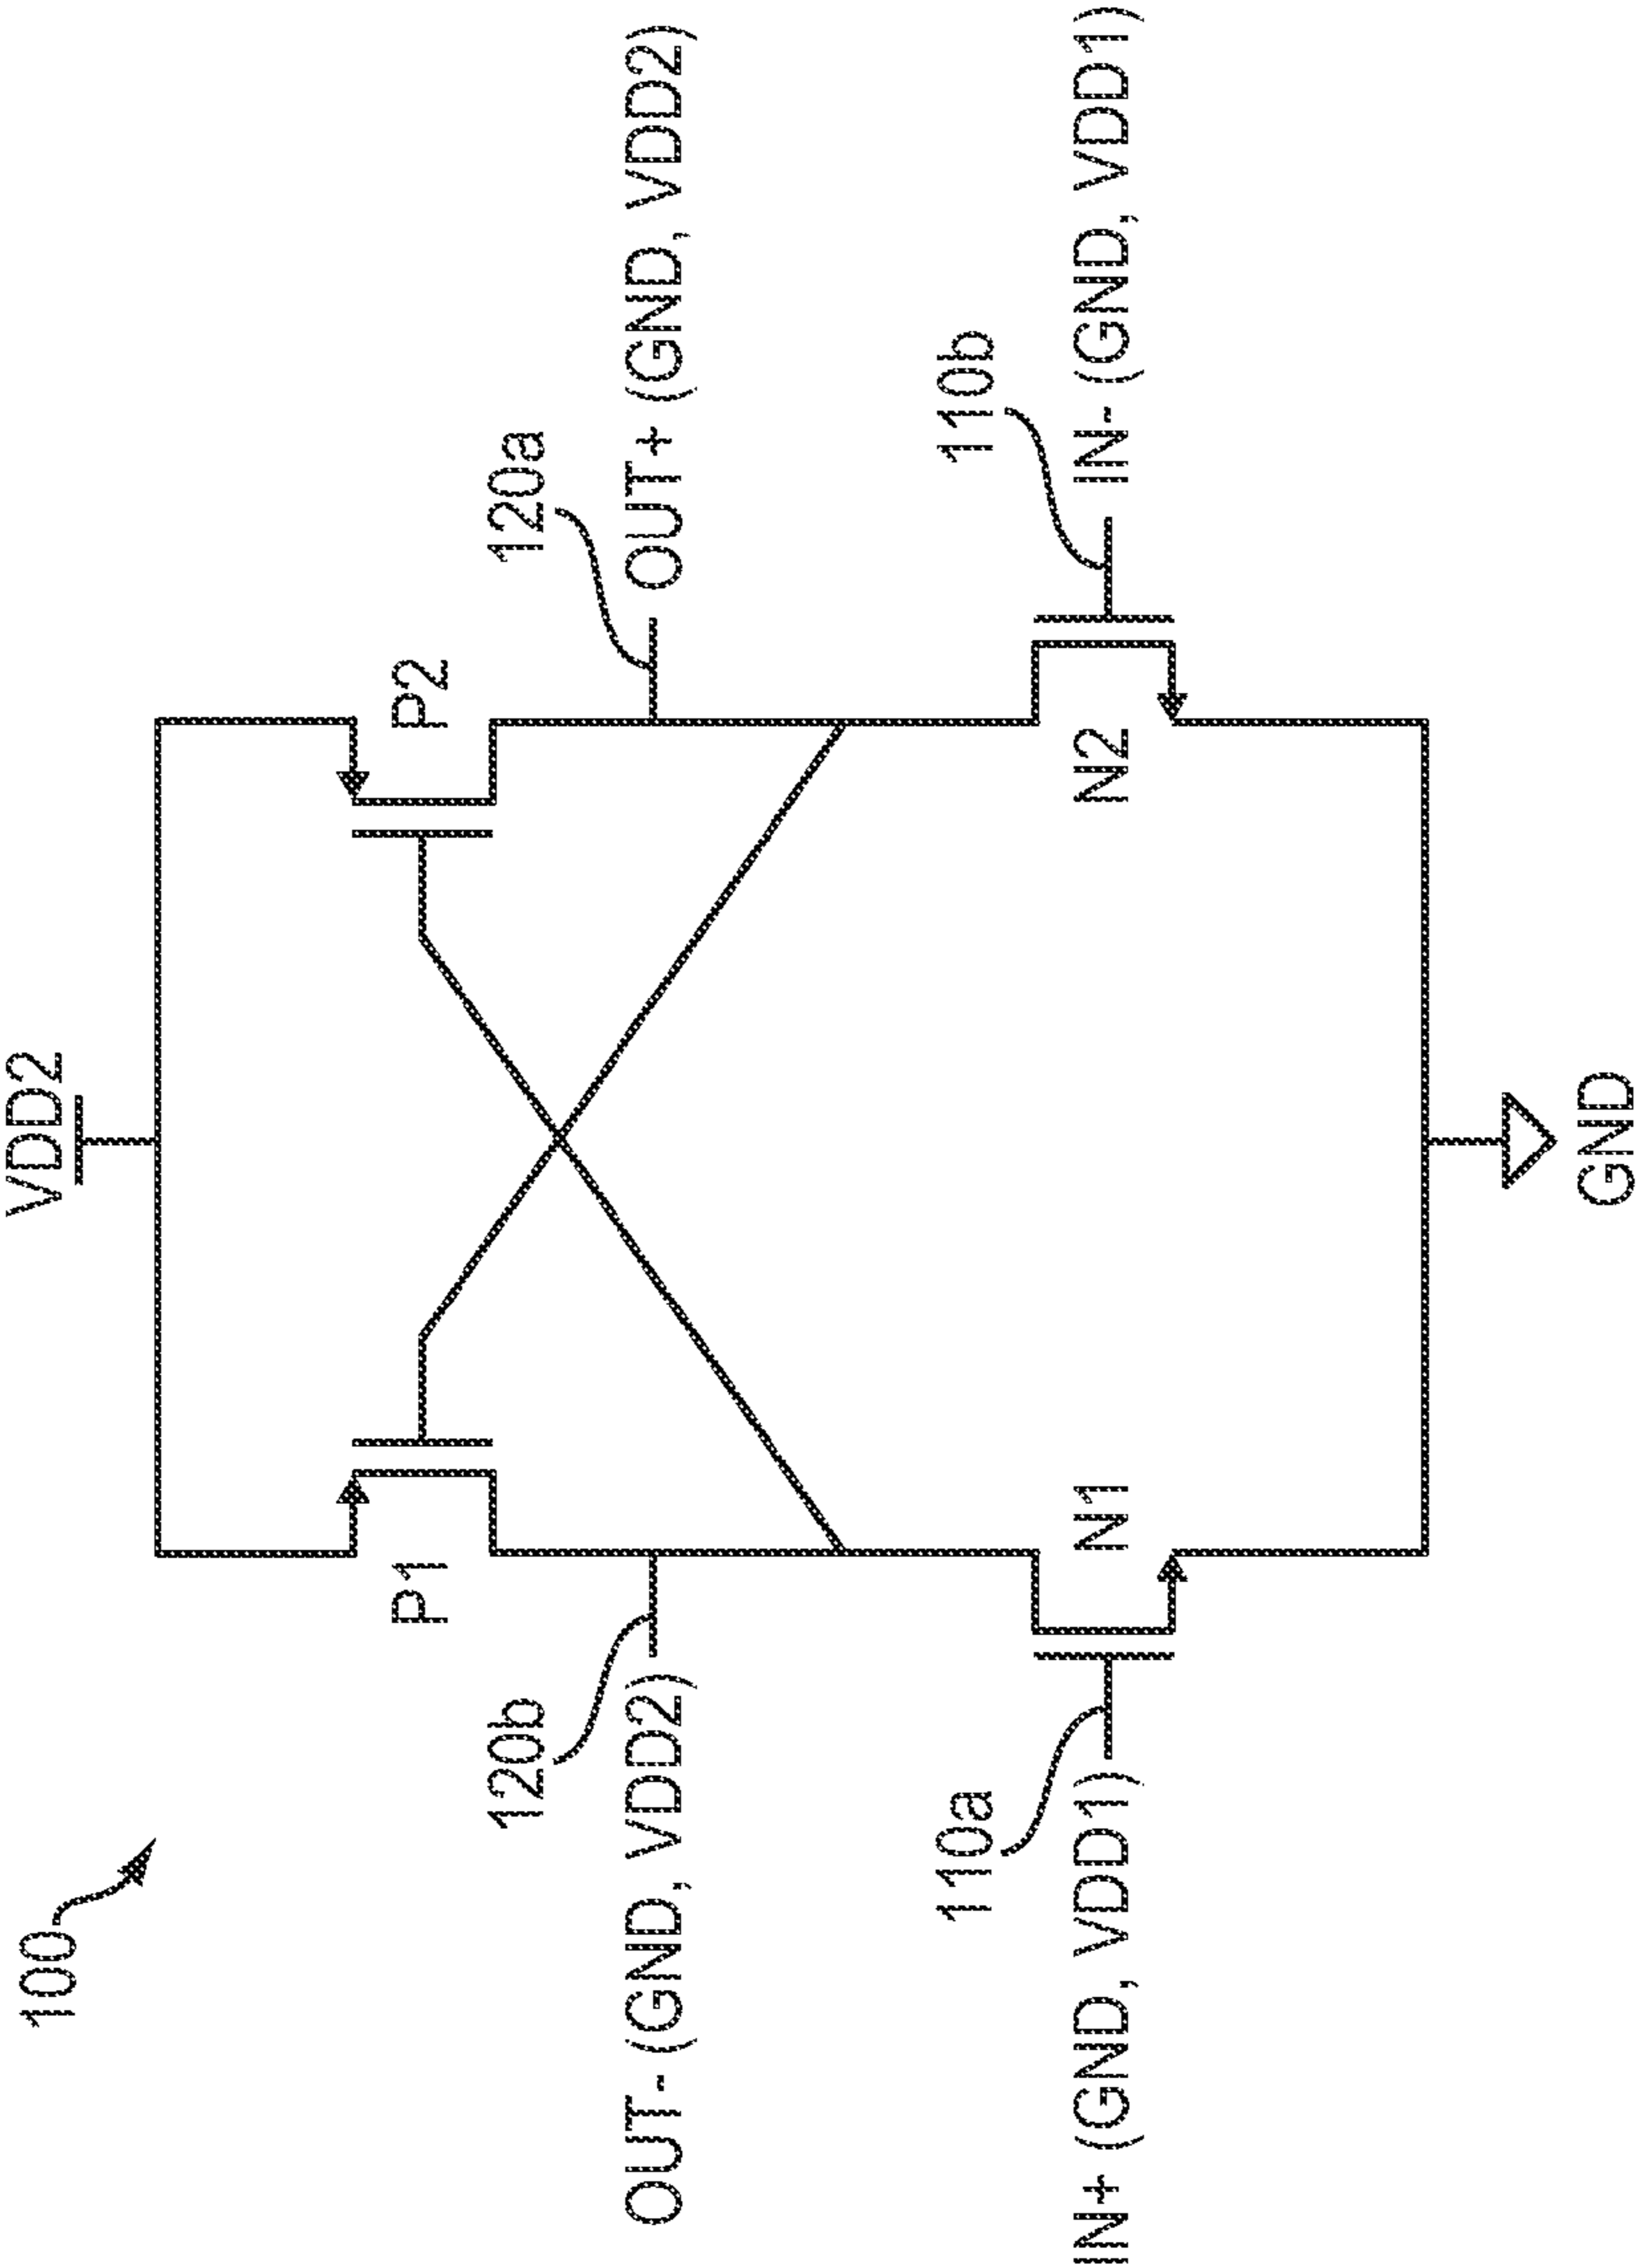 100
VDD2
P1
P2
120b
120a
OUT- (GND, VDD2)
OUT+ (GND, VDD2)
110a
110b
IN+ (GND, VDD1)
N1
N2
IN- (GND, VDD1)
GND